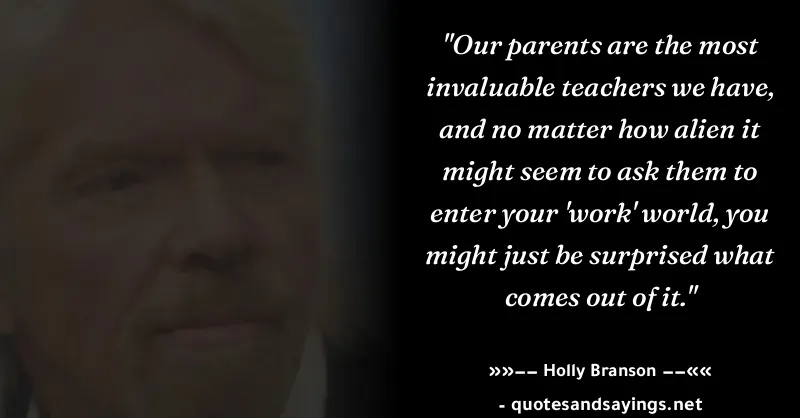 "Our parents are the most
invaluable teachers we have,
and no matter how alien it
might seem to ask them to
enter your 'work' world, you
might just be surprised what
comes out of it."
»»−− Holly Branson −−««
- quotesandsayings.net